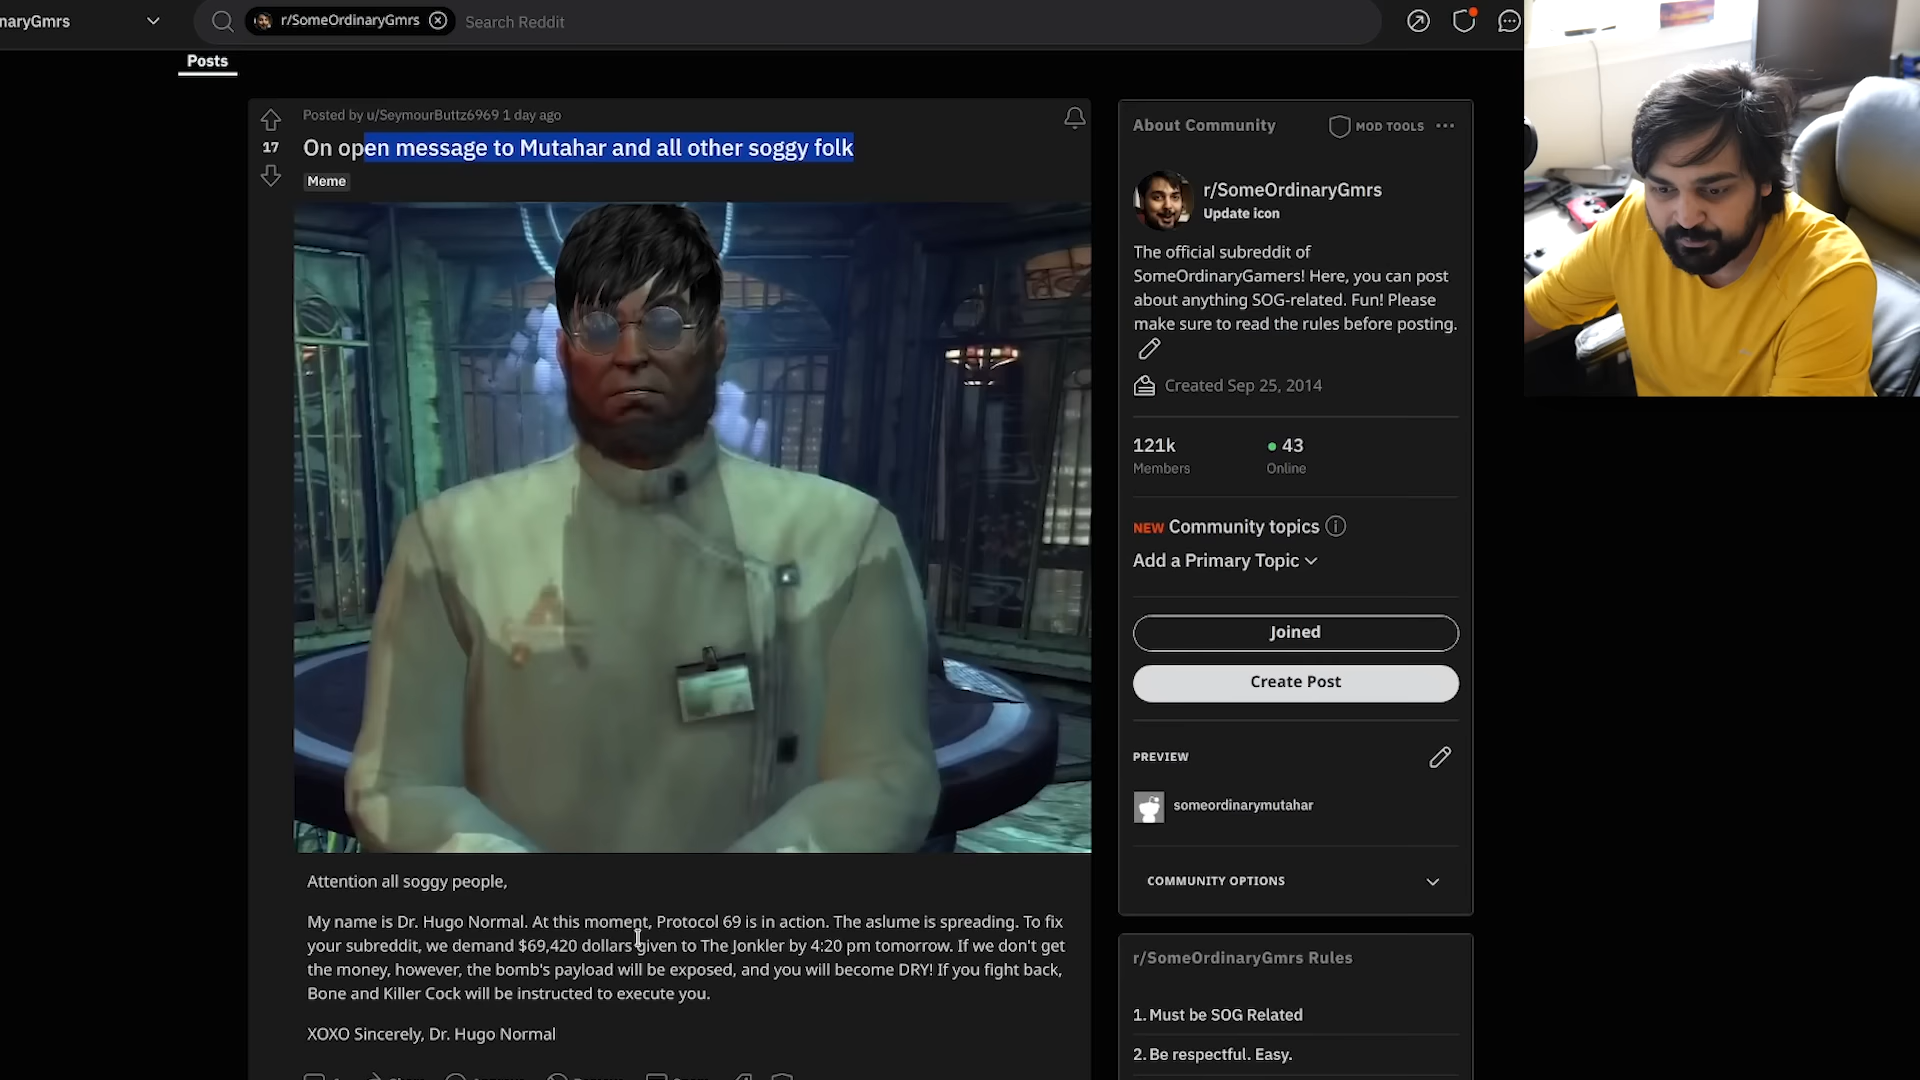 naryGmrs
r/SomeOrdinaryGmrs
Search Reddit
Posts
Posted by u/SeymourButtz6969 1 day ago
17
On open message to Mutahar and all other soggy folk
Meme
Attention all soggy people,
My name is Dr. Hugo Normal. At this moment, Protocol 69 is in action. The aslume is spreading. To fix
your subreddit, we demand $69,420 dollars given to The Jonkler by 4:20 pm tomorrow. If we don't get
the money, however, the bomb's payload will be exposed, and you will become DRY! If you fight back,
Bone and Killer Cock will be instructed to execute you.
XOXO Sincerely, Dr. Hugo Normal
About Community
MOD TOOLS
r/SomeOrdinaryGmrs
Update icon
The official subreddit of
SomeOrdinaryGamers! Here, you can post
about anything SOG-related. Fun! Please
make sure to read the rules before posting.
Created Sep 25, 2014
121k
43
Members
Online
NEW Community topics
Add a Primary Topic
Joined
Create Post
PREVIEW
someordinarymutahar
COMMUNITY OPTIONS
r/SomeOrdinaryGmrs Rules
1. Must be SOG Related
2. Be respectful. Easy.